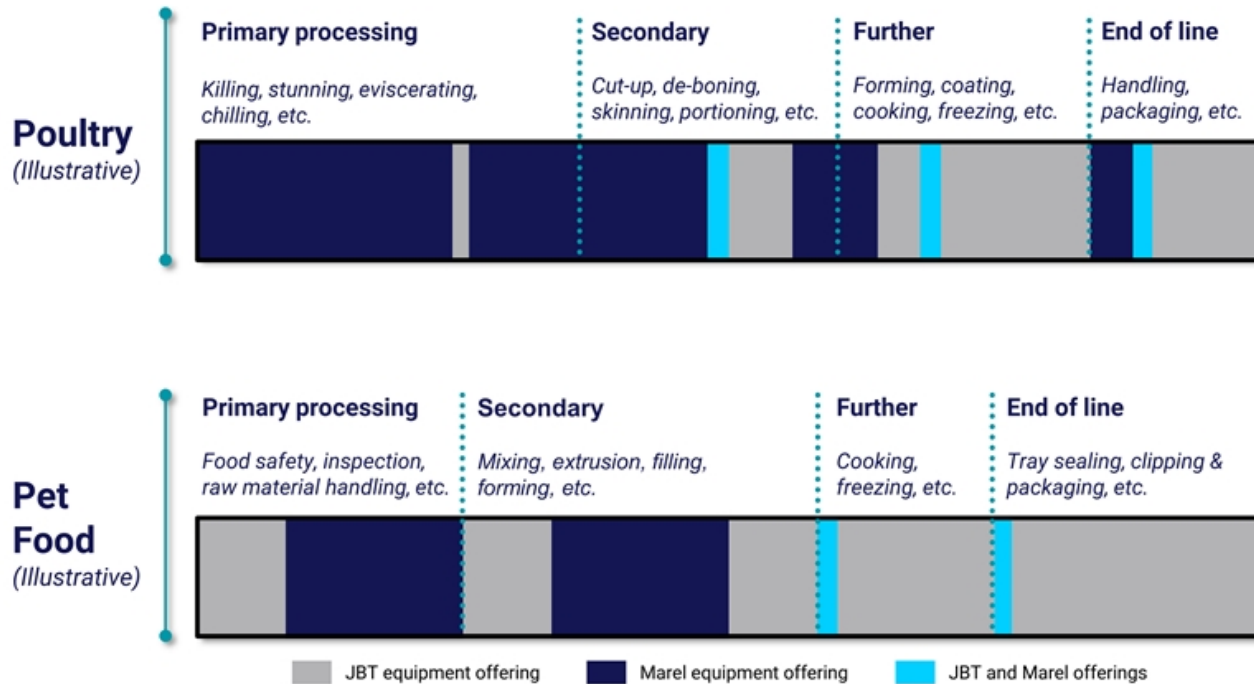 Poultry
(Illustrative)
Primary processing
Killing, stunning, eviscerating,
chilling, etc.
Secondary
Cut-up, de-boning,
skinning, portioning, etc.
Further
Forming, coating,
cooking, freezing, etc.
End of line
Handling,
packaging, etc.
Pet
Food
(Illustrative)
Primary processing
Food safety, inspection,
raw material handling, etc.
Secondary
Mixing, extrusion, filling,
forming, etc.
Further
Cooking,
freezing, etc.
End of line
Tray sealing, clipping &
packaging, etc.
JBT equipment offering
Marel equipment offering
JBT and Marel offerings